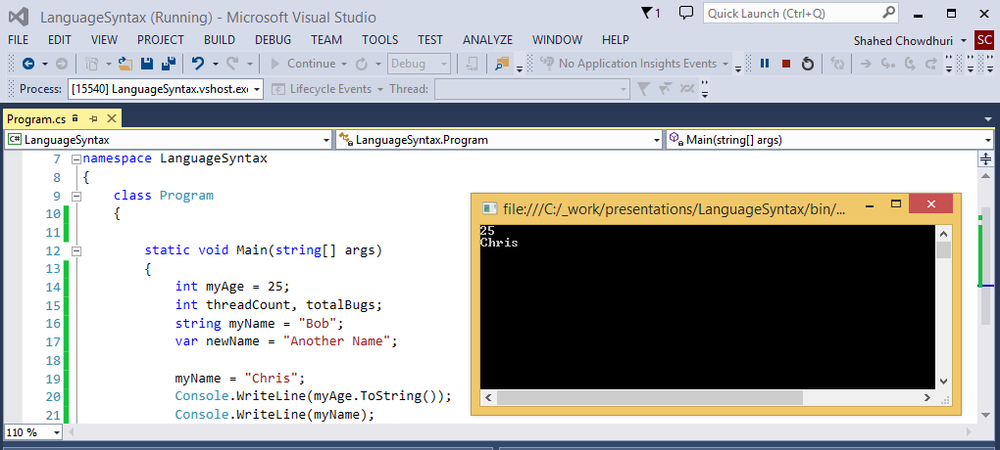 LanguageSyntax (Running) - Microsoft Visual Studio
1
Quick Launch (Ctrl+Q)
FILE EDIT VIEW PROJECT BUILD DEBUG TEAM TOOLS TEST ANALYZE WINDOW HELP
Shahed Chowdhuri SC
Continue Debug No Application Insights Events
Process: [15540] LanguageSyntax.vshost.exe Lifecycle Events Thread:
Program.cs
C# LanguageSyntax LanguageSyntax.Program Main(string[] args)
7 namespace LanguageSyntax
8 {
9 class Program
10 {
11
12 static void Main(string[] args)
13 {
14 int myAge = 25;
15 int threadCount, totalBugs;
16 string myName = "Bob";
17 var newName = "Another Name";
18
19 myName = "Chris";
20 Console.WriteLine(myAge.ToString());
21 Console.WriteLine(myName);
110 %
file:///C:/_work/presentations/LanguageSyntax/bin/...
25
Chris